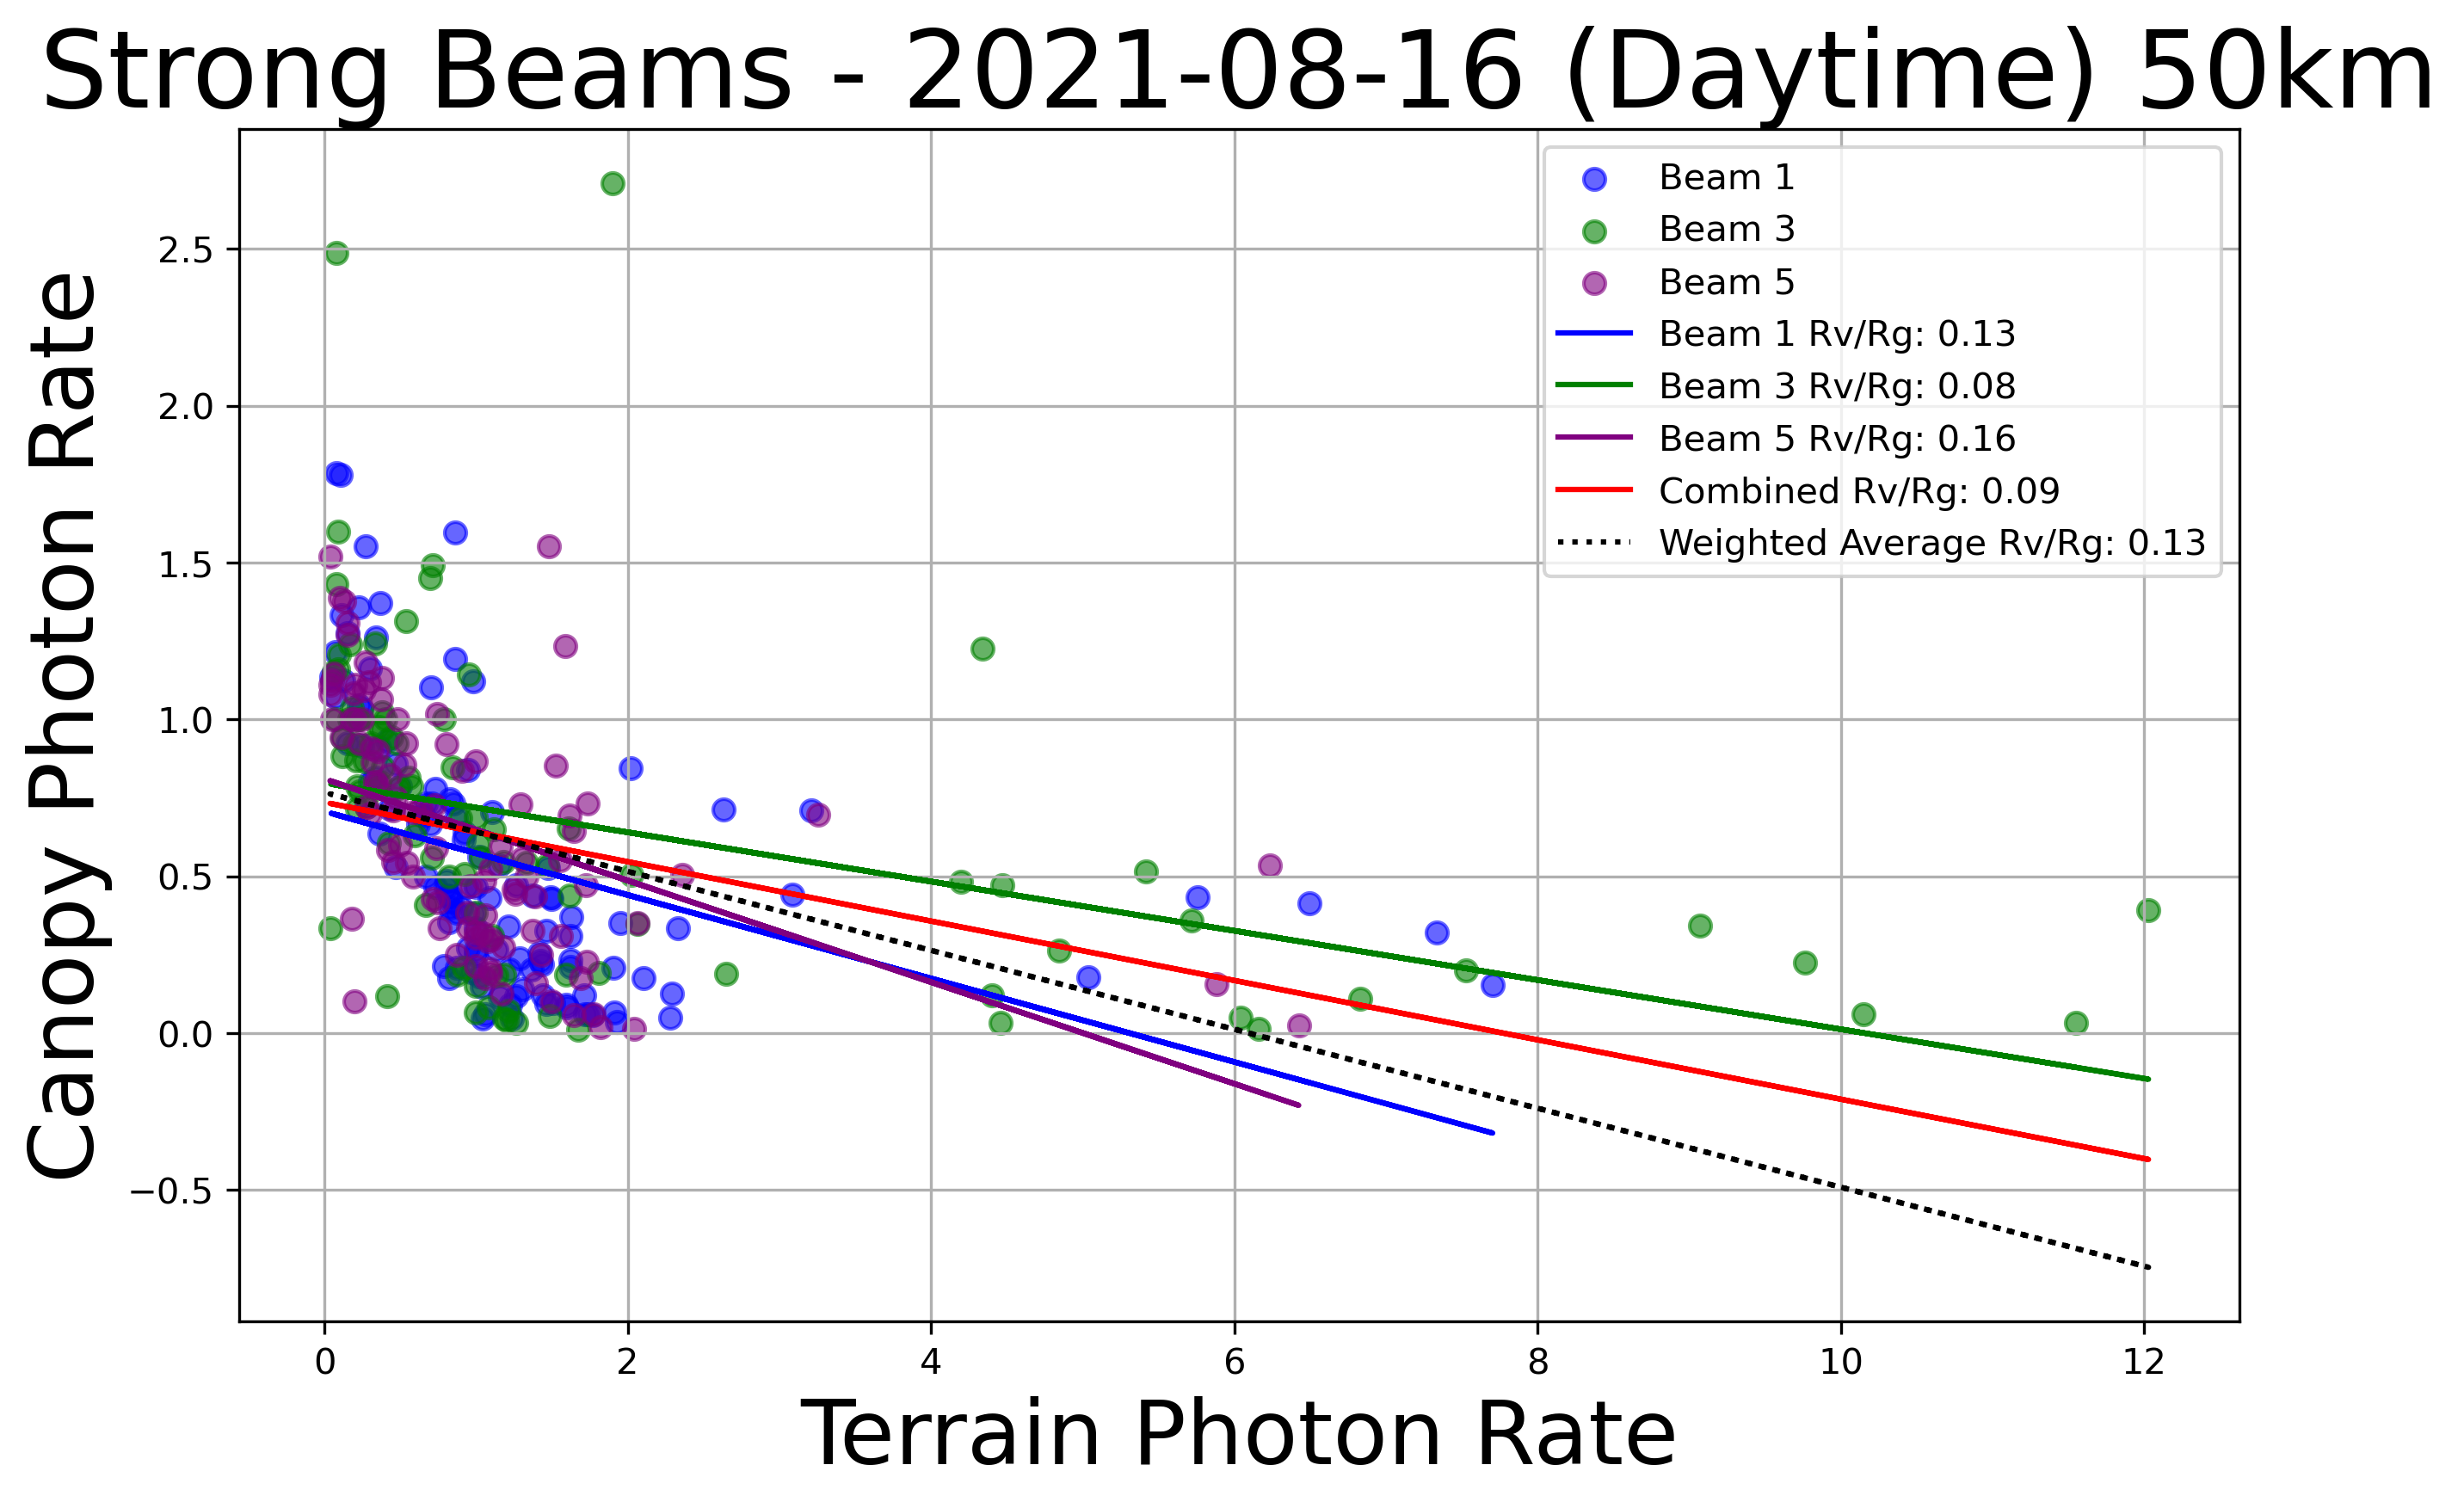 Strong Beams - 2021-08-16 (Daytime) 50km
Canopy Photon Rate
2.5
2.0
1.5
1.0
0.5
0.0
−0.5
Beam 1
Beam 3
Beam 5
Beam 1 Rv/Rg: 0.13
Beam 3 Rv/Rg: 0.08
Beam 5 Rv/Rg: 0.16
Combined Rv/Rg: 0.09
Weighted Average Rv/Rg: 0.13
0 2 4 6 8 10 12
Terrain Photon Rate